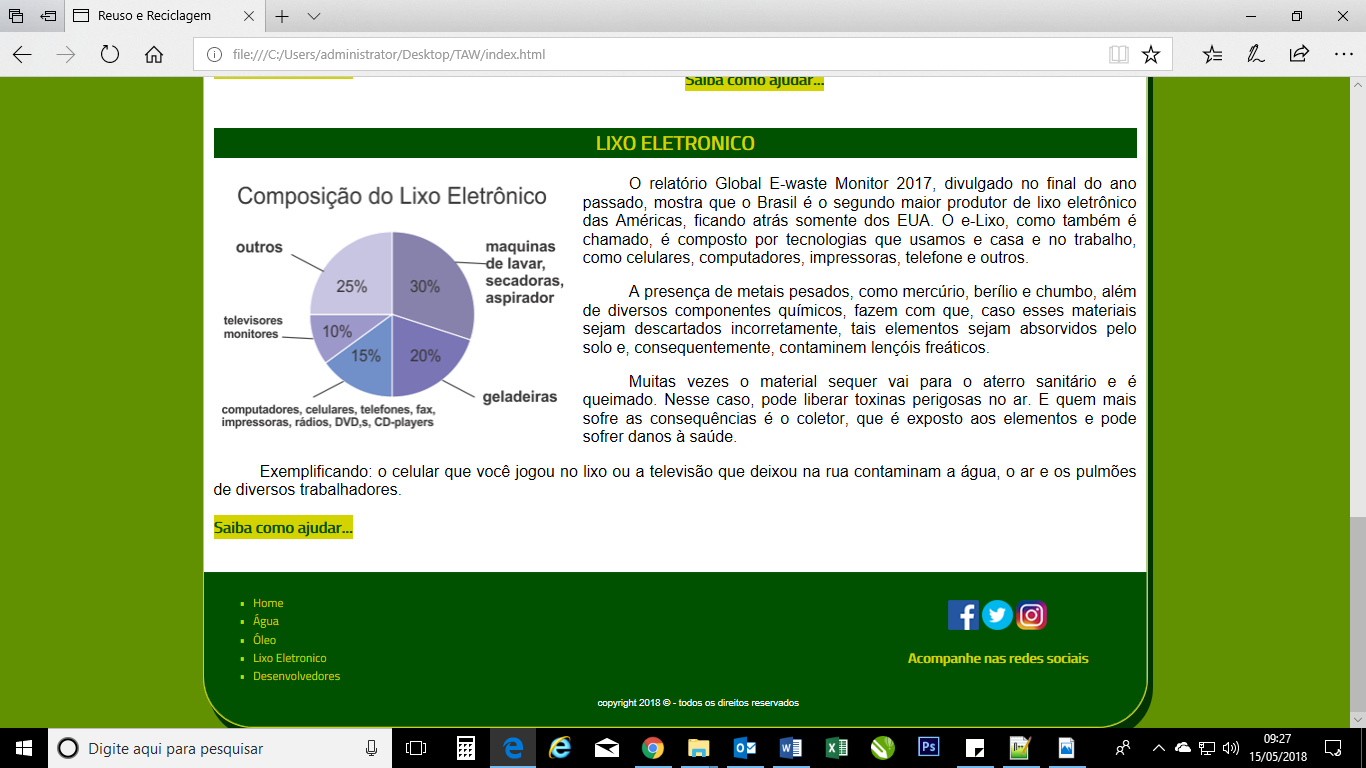 Reuso e Reciclagem
file:///C:/Users/administrator/Desktop/TAW/index.html
Saiba como ajudar...
LIXO ELETRONICO
Composição do Lixo Eletrônico
outros
maquinas
de lavar,
secadoras,
aspirador
25%
30%
televisores
monitores
10%
15%
20%
geladeiras
computadores, celulares, telefones, fax,
impressoras, rádios, DVD,s, CD-players
O relatório Global E-waste Monitor 2017, divulgado no final do ano
passado, mostra que o Brasil é o segundo maior produtor de lixo eletrônico
das Américas, ficando atrás somente dos EUA. O e-Lixo, como também é
chamado, é composto por tecnologias que usamos e casa e no trabalho,
como celulares, computadores, impressoras, telefone e outros.
A presença de metais pesados, como mercúrio, berílio e chumbo, além
de diversos componentes químicos, fazem com que, caso esses materiais
sejam descartados incorretamente, tais elementos sejam absorvidos pelo
solo e, consequentemente, contaminem lençóis freáticos.
Muitas vezes o material sequer vai para o aterro sanitário e é
queimado. Nesse caso, pode liberar toxinas perigosas no ar. E quem mais
sofre as consequências é o coletor, que é exposto aos elementos e pode
sofrer danos à saúde.
Exemplificando: o celular que você jogou no lixo ou a televisão que deixou na rua contaminam a água, o ar e os pulmões
de diversos trabalhadores.
Saiba como ajudar...
Home
Água
Óleo
Lixo Eletronico
Desenvolvedores
Acompanhe nas redes sociais
copyright 2018 © - todos os direitos reservados
Digite aqui para pesquisar
Ps
09:27
15/05/2018